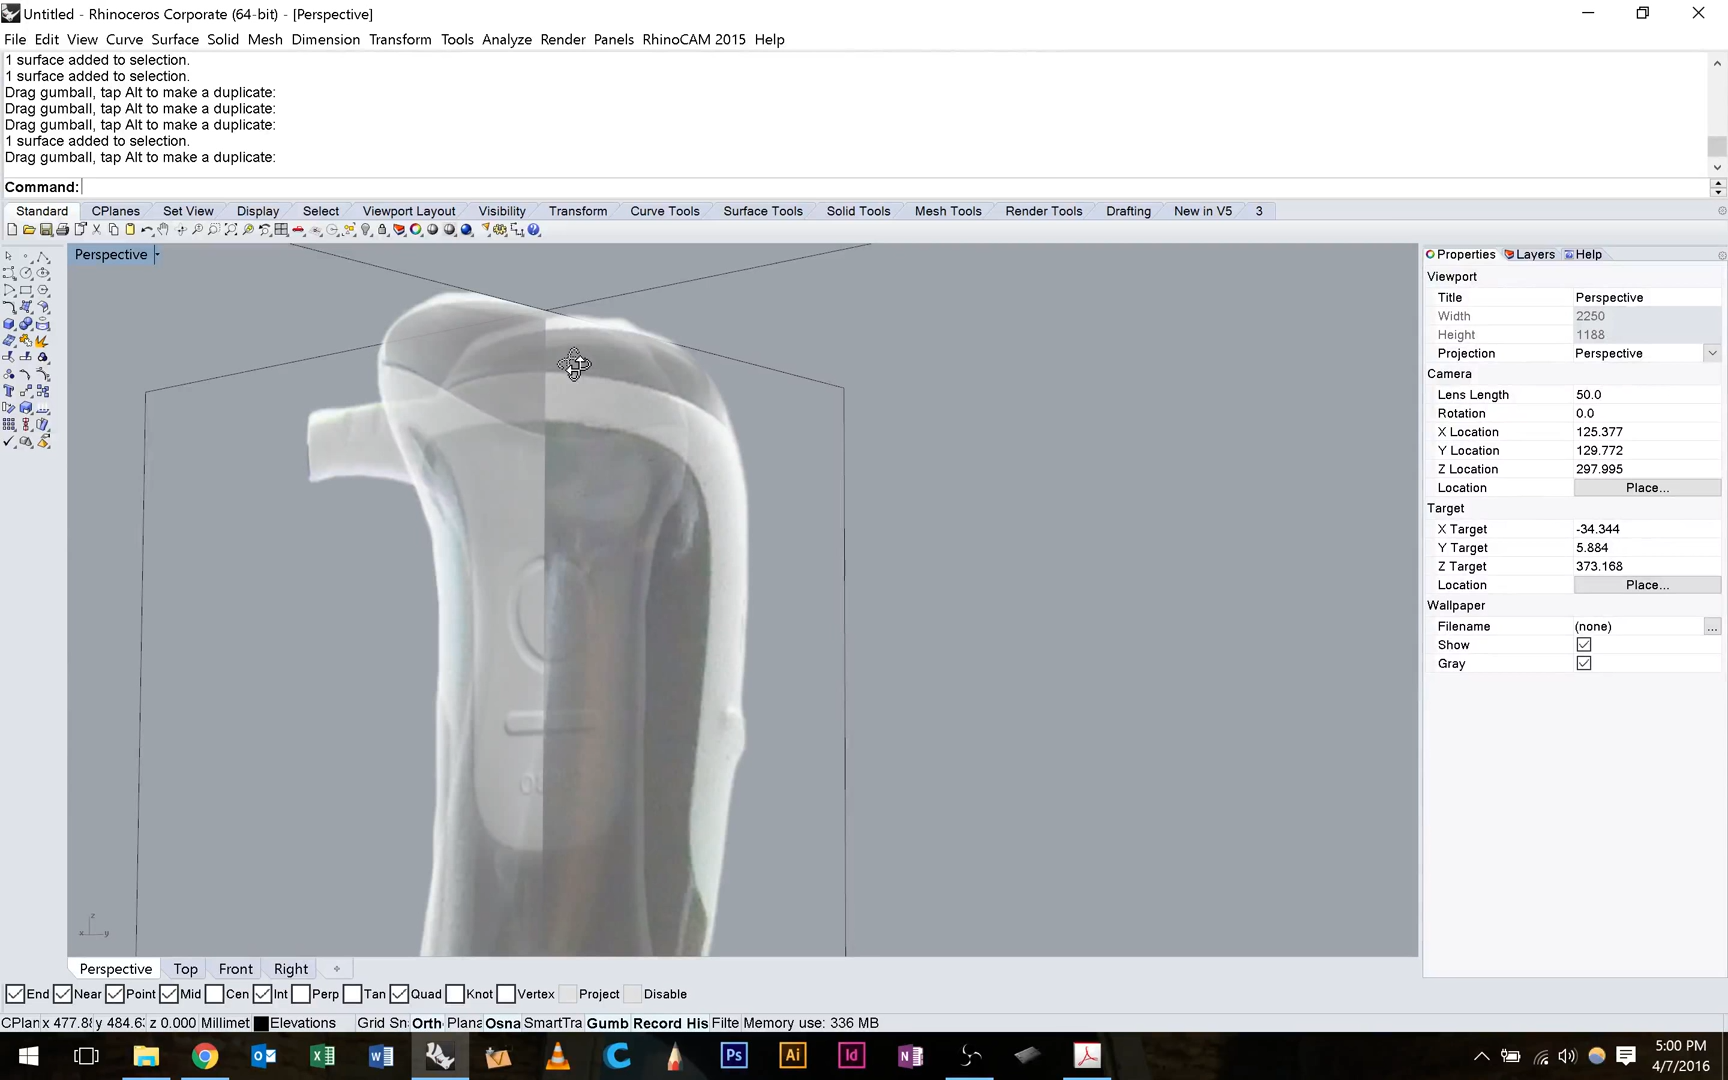 Untitled - Rhinoceros Corporate (64-bit) - [Perspective]
File Edit View Curve Surface Solid Mesh Dimension Transform Tools Analyze Render Panels RhinoCAM 2015 Help
1 surface added to selection.
1 surface added to selection.
Drag gumball, tap Alt to make a duplicate:
Drag gumball, tap Alt to make a duplicate:
Drag gumball, tap Alt to make a duplicate:
1 surface added to selection.
Drag gumball, tap Alt to make a duplicate:
Command:
Standard CPlanes Set View Display Select Viewport Layout Visibility Transform Curve Tools Surface Tools Solid Tools Mesh Tools Render Tools Drafting New in V5 3
Perspective
Properties Layers Help
Viewport
Title Perspective
Width 2250
Height 1188
Projection Perspective
Camera
Lens Length 50.0
Rotation 0.0
X Location 125.377
Y Location 129.772
Z Location 297.995
Location Place...
Target
X Target -34.344
Y Target 5.884
Z Target 373.168
Location Place...
Wallpaper
Filename (none) ...
Show
Gray
z
x y
Perspective Top Front Right
End Near Point Mid Cen Int Perp Tan Quad Knot Vertex Project Disable
CPlan x 477.8 y 484.6 z 0.000 Millimet Elevations Grid Sn Orth Plana Osna SmartTra Gumb Record His Filte Memory use: 336 MB
Ps Ai Id
5:00 PM
4/7/2016